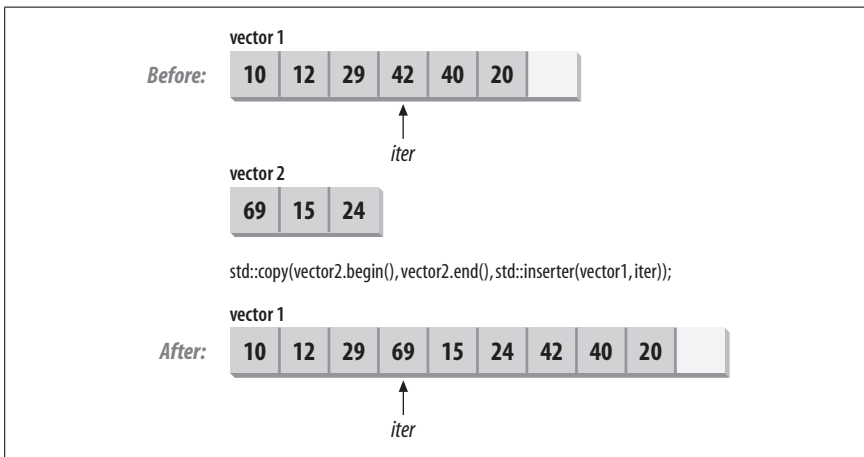 vector 1
Before: 10 12 29 42 40 20
iter
vector 2
69 15 24
std::copy(vector2.begin(), vector2.end(), std::inserter(vector1, iter));
vector 1
After: 10 12 29 69 15 24 42 40 20
iter